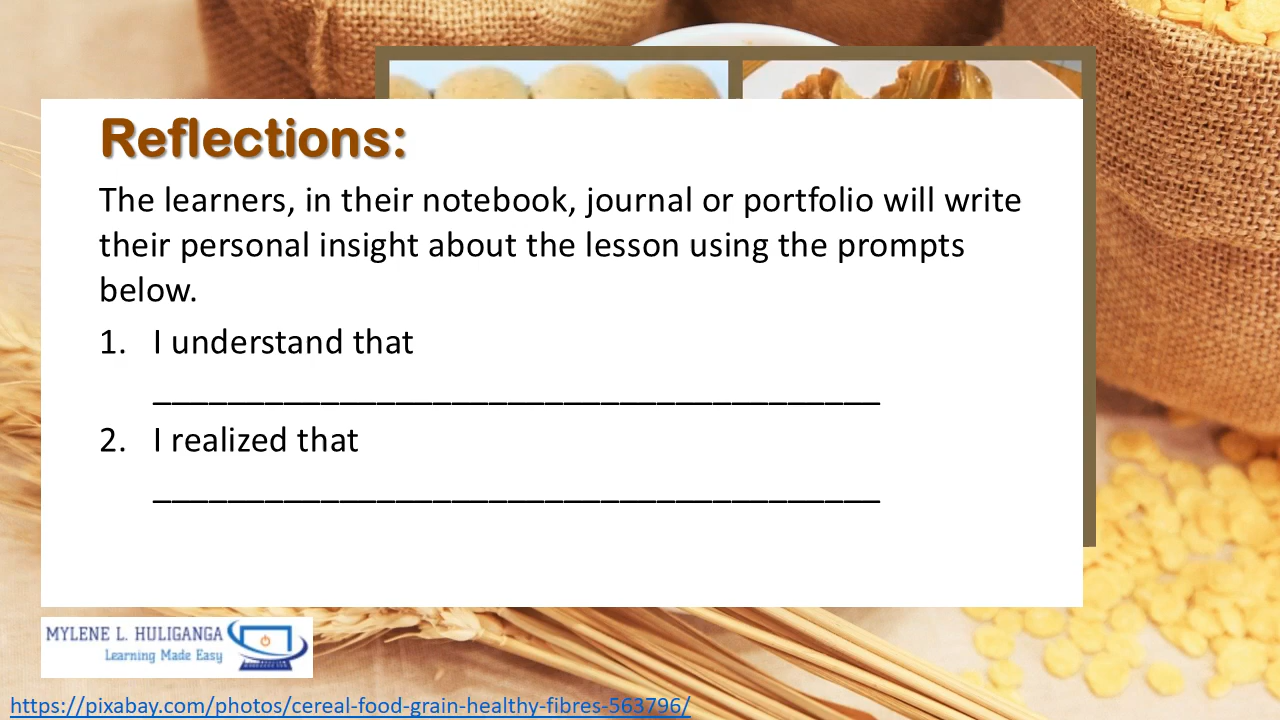 Reflections:
The learners, in their notebook, journal or portfolio will write
their personal insight about the lesson using the prompts
below.
1. I understand that
_______________________________________
2. I realized that
_______________________________________
MYLENE L. HULIGANGA
Learning Made Easy
https://pixabay.com/photos/cereal-food-grain-healthy-fibres-563796/